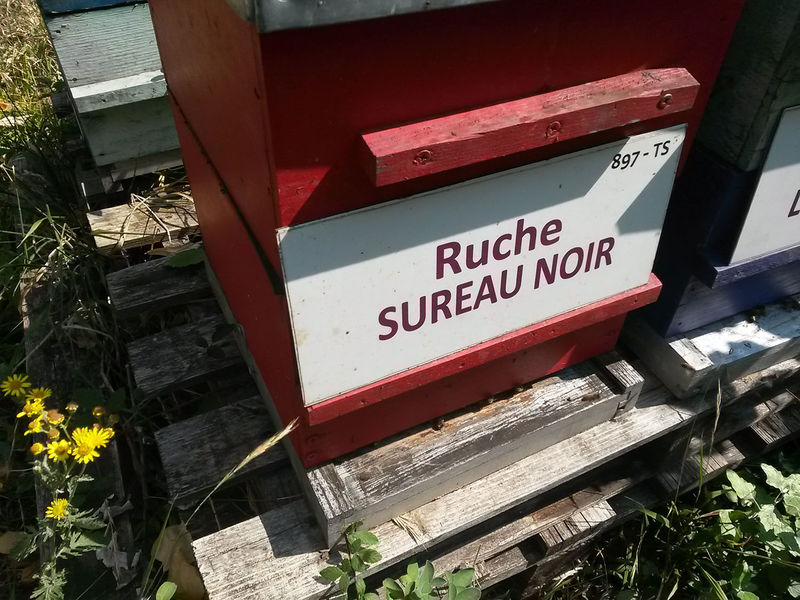 897 - TS
Ruche
SUREAU NOIR